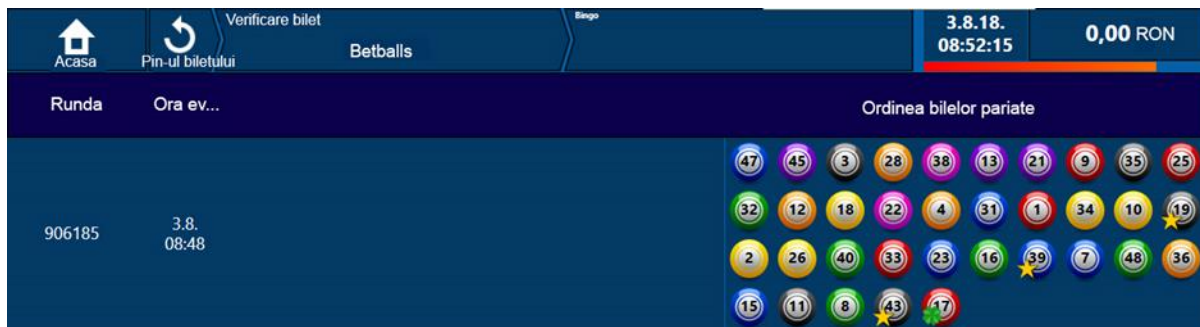 Acasa
Pin-ul biletului
Verificare bilet
Betballs
Bingo
3.8.18.
08:52:15
0,00 RON
Runda
Ora ev...
Ordinea bilelor pariate
906185
3.8.
08:48
47 45 3 28 38 13 21 9 35 25
32 12 18 22 4 31 1 34 10 19
2 26 40 33 23 16 39 7 48 36
15 11 8 43 17